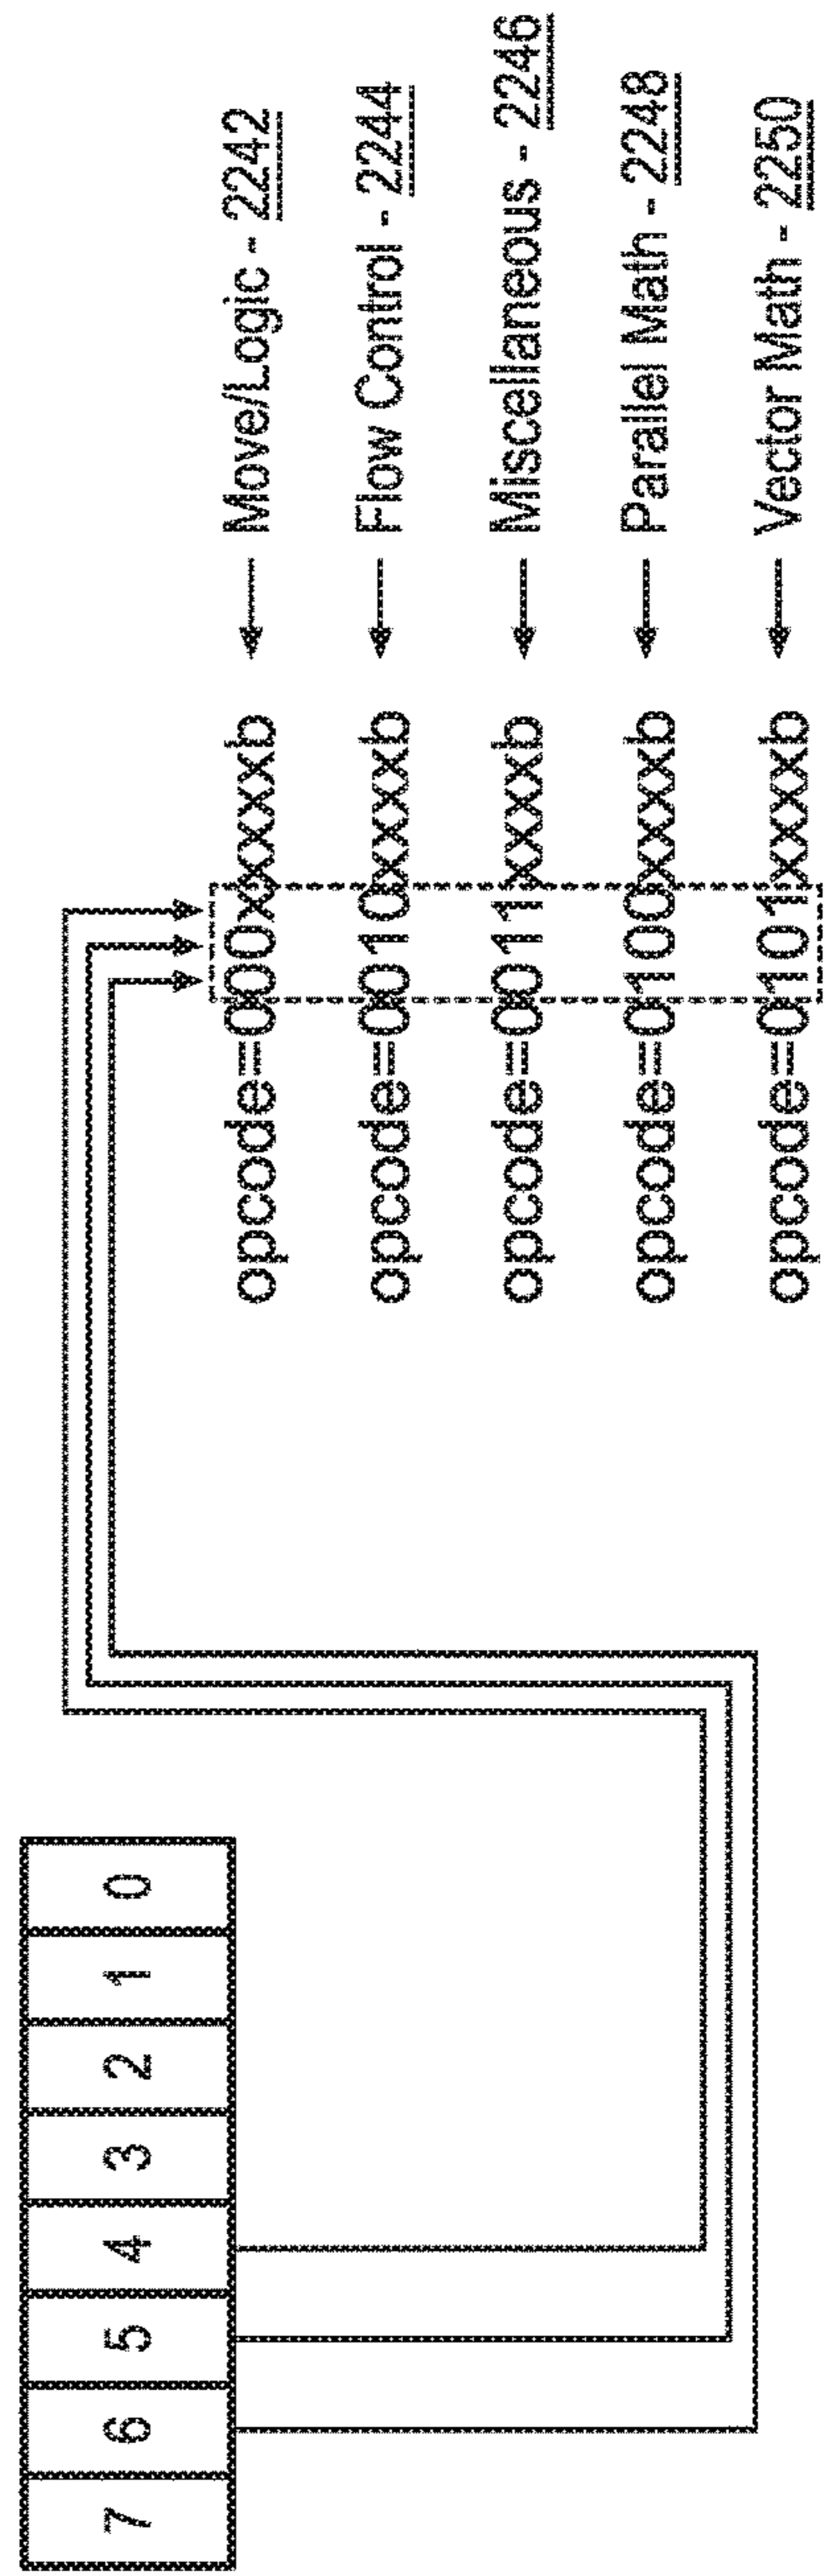 7 6 5 4 3 2 1 0
opcode=000xxxxxb ← Move/Logic - 2242
opcode=0010xxxxb ← Flow Control - 2244
opcode=0011xxxxb ← Miscellaneous - 2246
opcode=0100xxxxb ← Parallel Math - 2248
opcode=0101xxxxb ← Vector Math - 2250